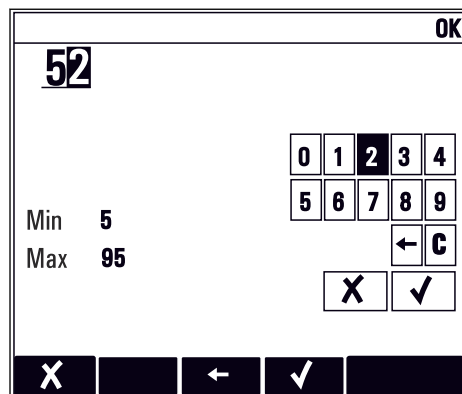 OK
52
0 1 2 3 4
5 6 7 8 9
Min 5
← C
Max 95
✗ ✓
✗ ← ✓